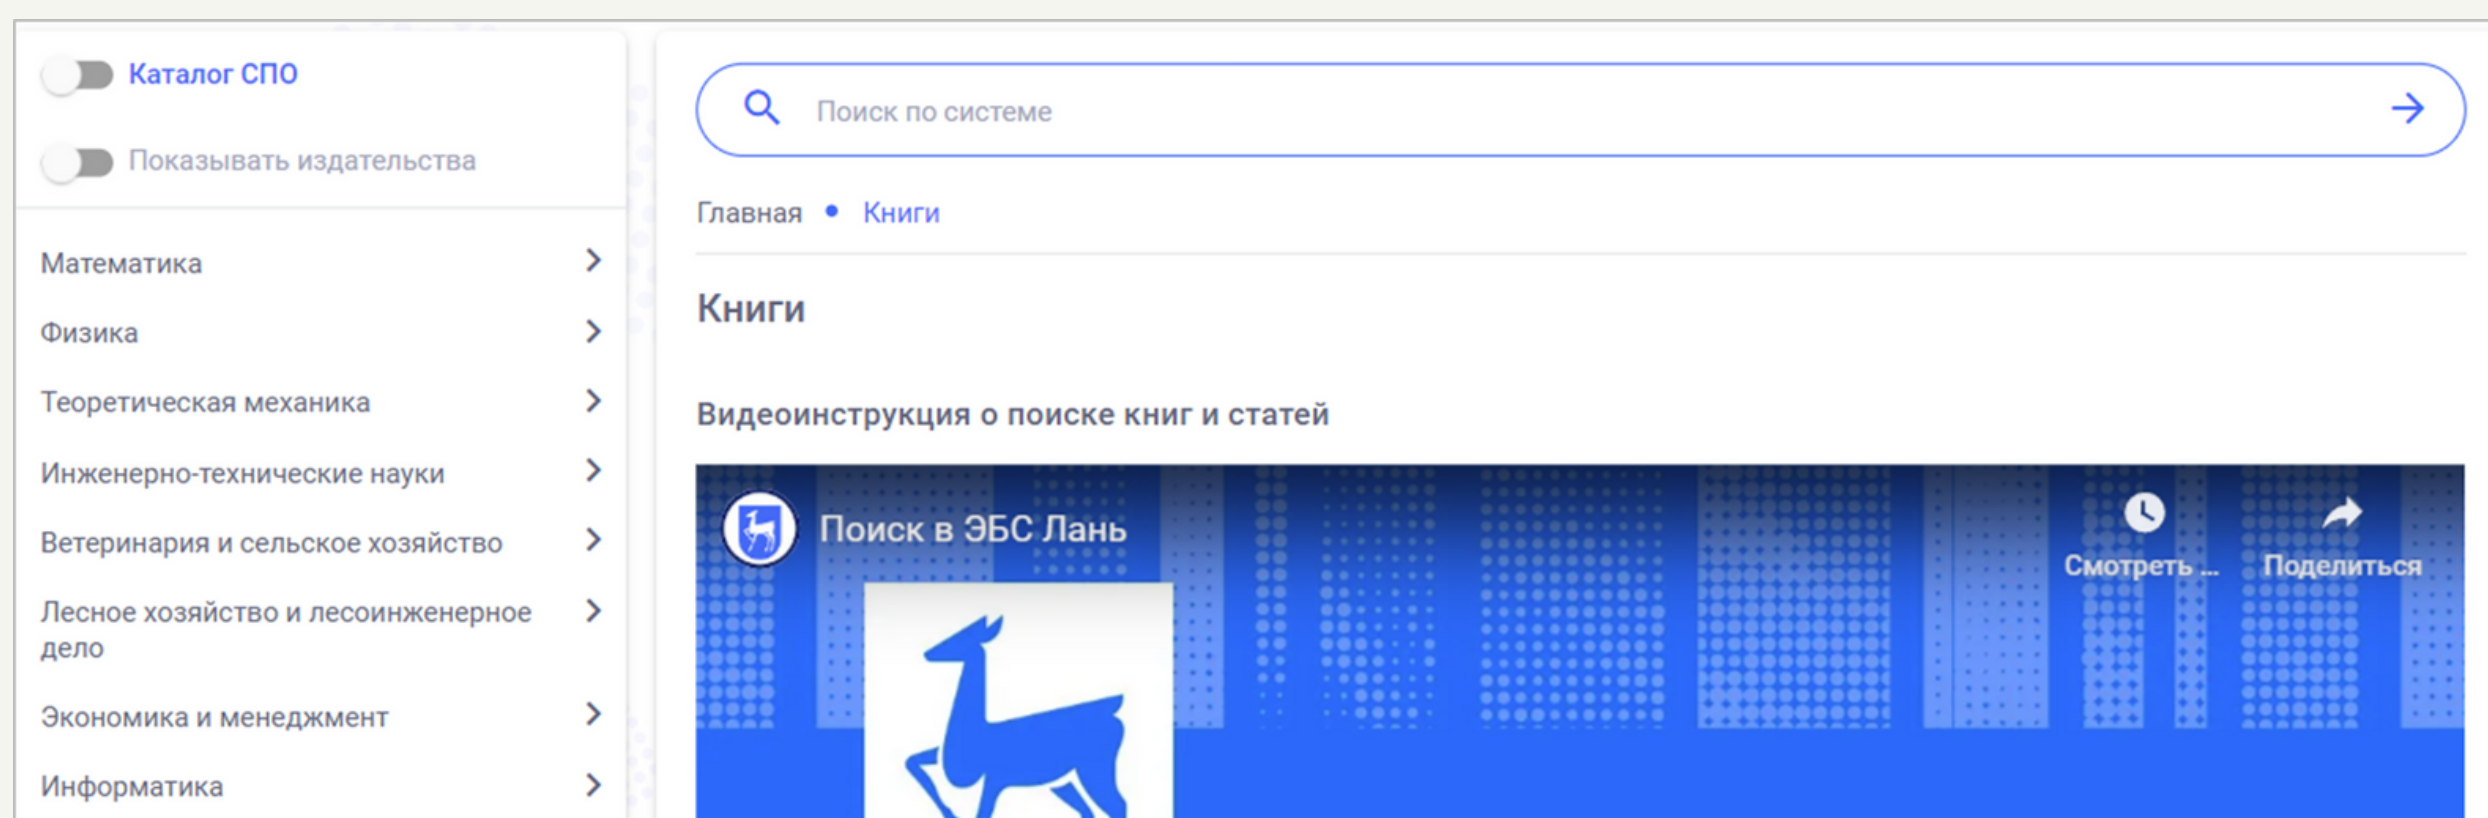 Каталог СПО
Показывать издательства
Математика
Физика
Теоретическая механика
Инженерно-технические науки
Ветеринария и сельское хозяйство
Лесное хозяйство и лесоинженерное
дело
Экономика и менеджмент
Информатика
Поиск по системе
Главная • Книги
Книги
Видеоинструкция о поиске книг и статей
Поиск в ЭБС Лань
Смотреть ...
Поделиться